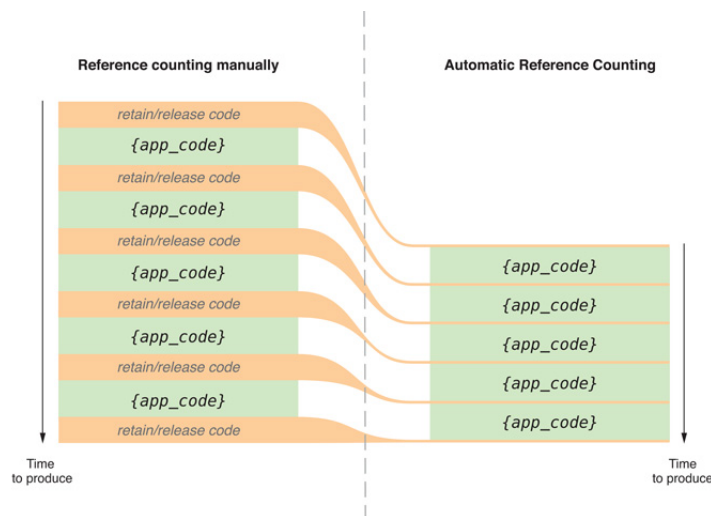 Reference counting manually
Automatic Reference Counting
retain/release code
{app_code}
retain/release code
{app_code}
retain/release code
{app_code}
retain/release code
{app_code}
retain/release code
{app_code}
retain/release code
{app_code}
{app_code}
{app_code}
{app_code}
{app_code}
Time
to produce
Time
to produce